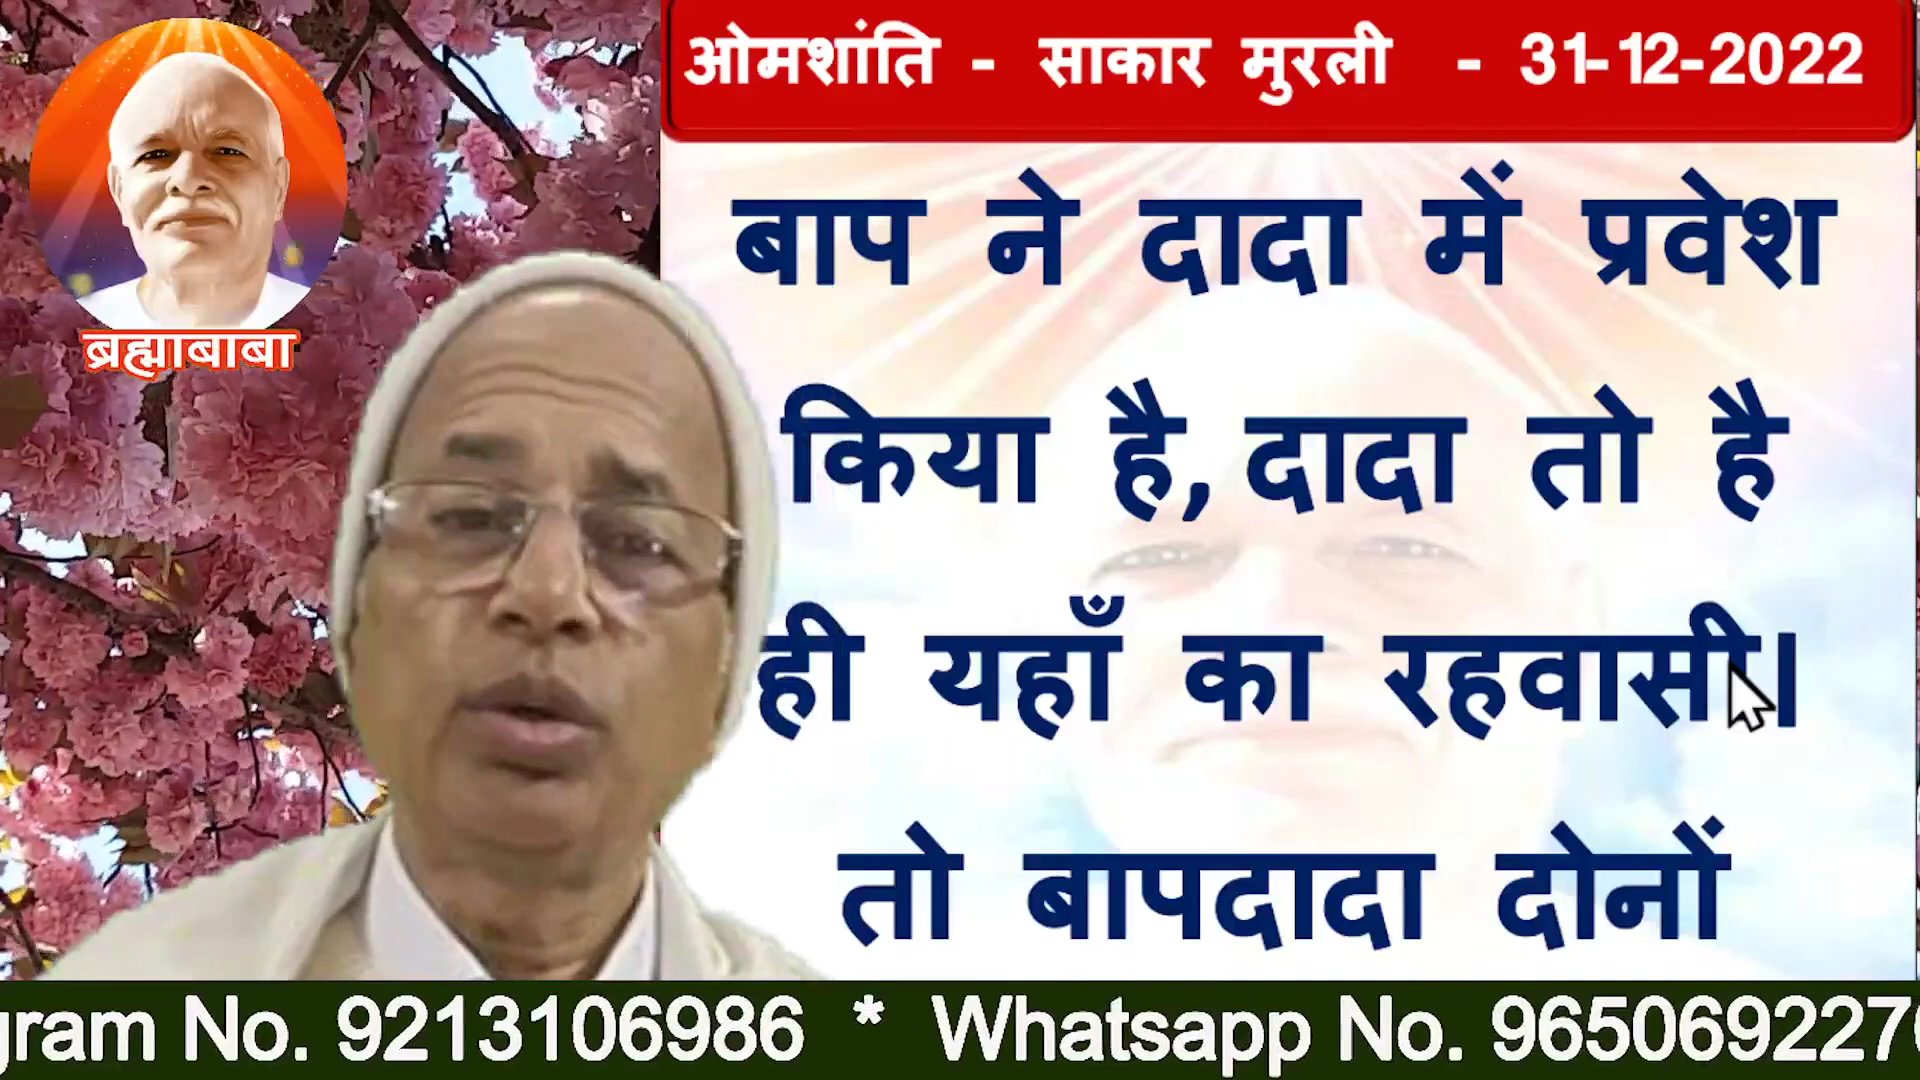 ओमशांति - साकार मुरली - 31-12-2022
बाप ने दादा में प्रवेश
किया है, दादा तो है
ही यहाँ का रहवासी।
तो बापदादा दोनों
ब्रह्माबाबा
gram No. 9213106986 * Whatsapp No. 965069227